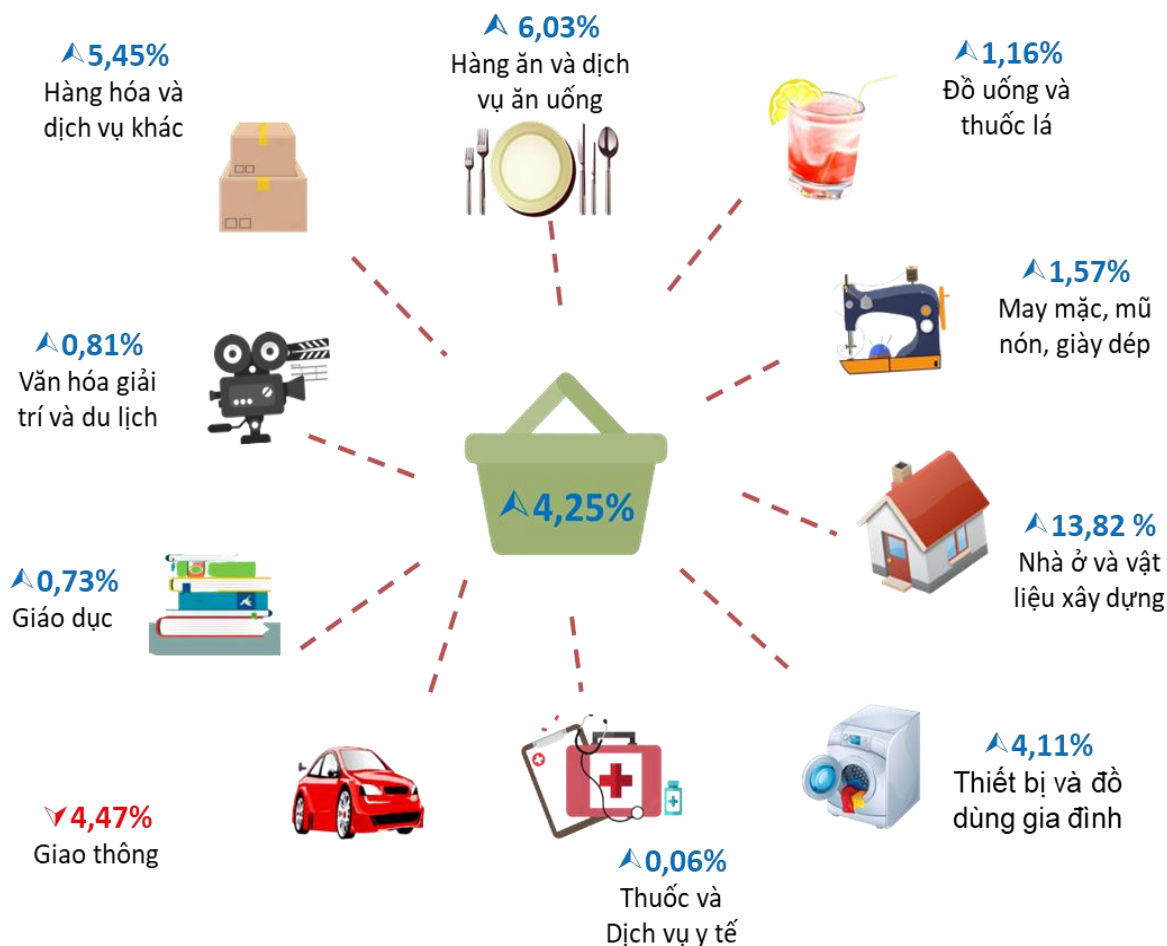 5,45%
Hàng hóa và
dịch vụ khác
6,03%
Hàng ăn và dịch
vụ ăn uống
1,16%
Đồ uống và
thuốc lá
1,57%
May mặc, mũ
nón, giày dép
0,81%
Văn hóa giải
trí và du lịch
4,25%
13,82 %
Nhà ở và vật
liệu xây dựng
0,73%
Giáo dục
4,11%
Thiết bị và đồ
dùng gia đình
4,47%
Giao thông
0,06%
Thuốc và
Dịch vụ y tế